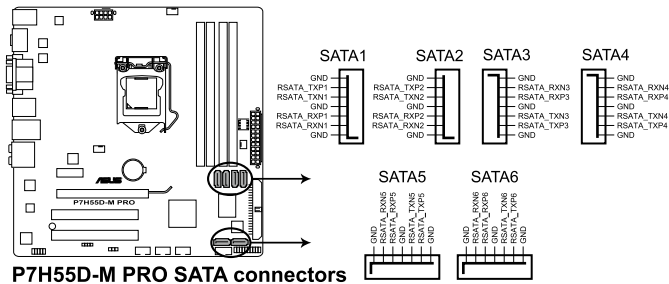 SATA1
GND
RSATA_TXP1
RSATA_TXN1
GND
RSATA_RXP1
RSATA_RXN1
GND
SATA2
GND
RSATA_TXP2
RSATA_TXN2
GND
RSATA_RXP2
RSATA_RXN2
GND
SATA3
GND
RSATA_RXN3
RSATA_RXP3
GND
RSATA_TXN3
RSATA_TXP3
GND
SATA4
GND
RSATA_RXN4
RSATA_RXP4
GND
RSATA_TXN4
RSATA_TXP4
GND
ASUS
P7H55D-M PRO
SATA5
GND
RSATA_RXN5
RSATA_RXP5
GND
RSATA_TXN5
RSATA_TXP5
GND
SATA6
GND
RSATA_RXN6
RSATA_RXP6
GND
RSATA_TXN6
RSATA_TXP6
GND
P7H55D-M PRO SATA connectors